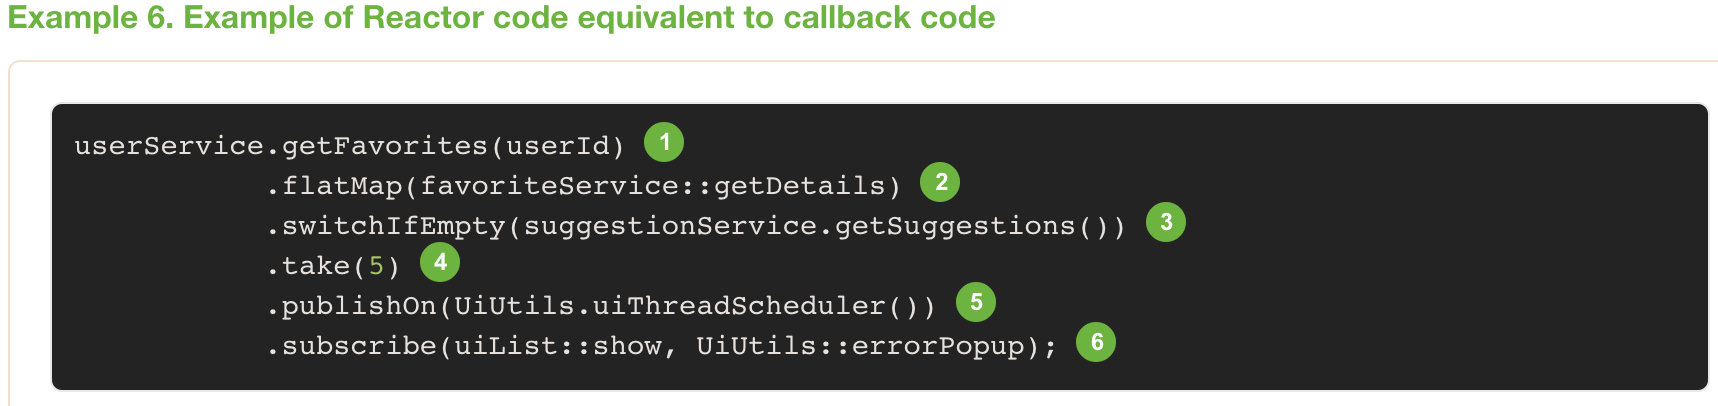 Example 6. Example of Reactor code equivalent to callback code
userService.getFavorites(userId) 1
.flatMap(favoriteService::getDetails) 2
.switchIfEmpty(suggestionService.getSuggestions()) 3
.take(5) 4
.publishOn(UiUtils.uiThreadScheduler()) 5
.subscribe(uiList::show, UiUtils::errorPopup); 6